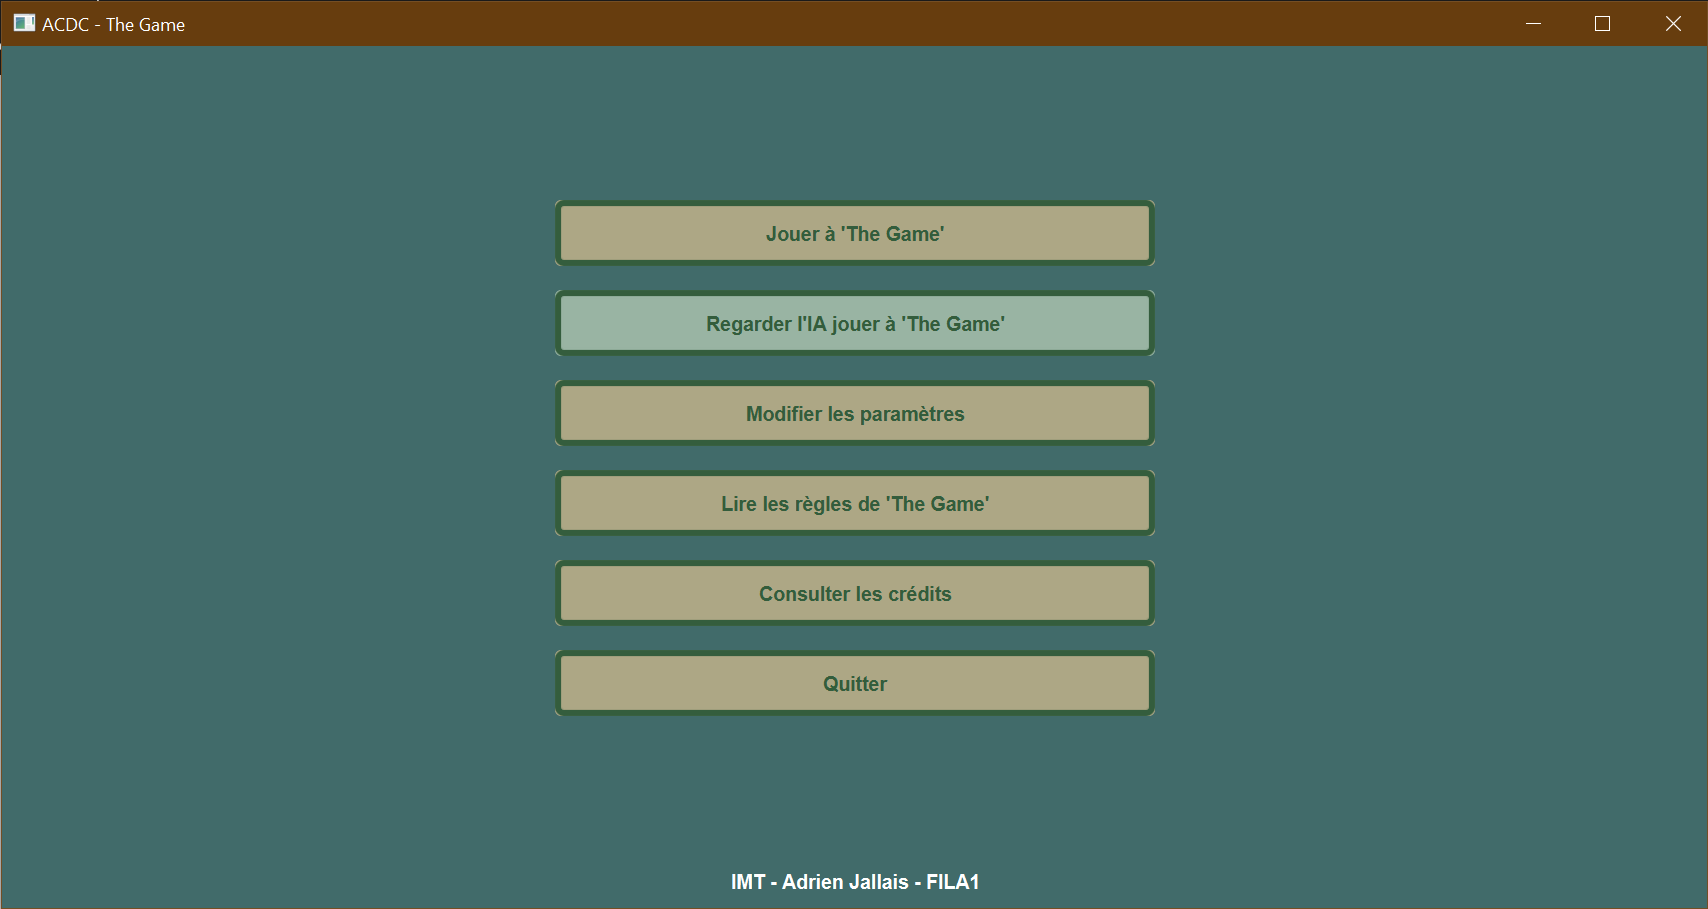 ACDC - The Game
Jouer à 'The Game'
Regarder l'IA jouer à 'The Game'
Modifier les paramètres
Lire les règles de 'The Game'
Consulter les crédits
Quitter
IMT - Adrien Jallais - FILA1